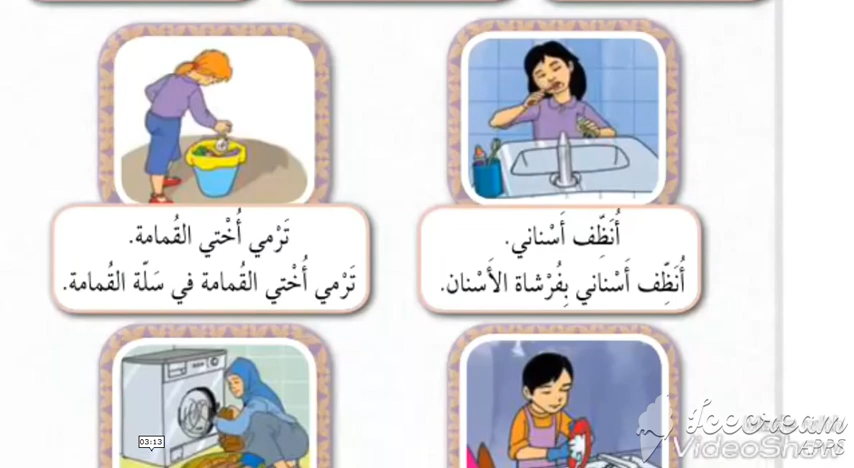 أُنَظِّف أَسْناني.
أُنَظِّف أَسْناني بِفُرْشاة الأَسْنان.
تَرْمي أُخْتي القُمامة.
تَرْمي أُخْتي القُمامة في سَلّة القُمامة.
03:13
Icecream
APPS
VideoShow